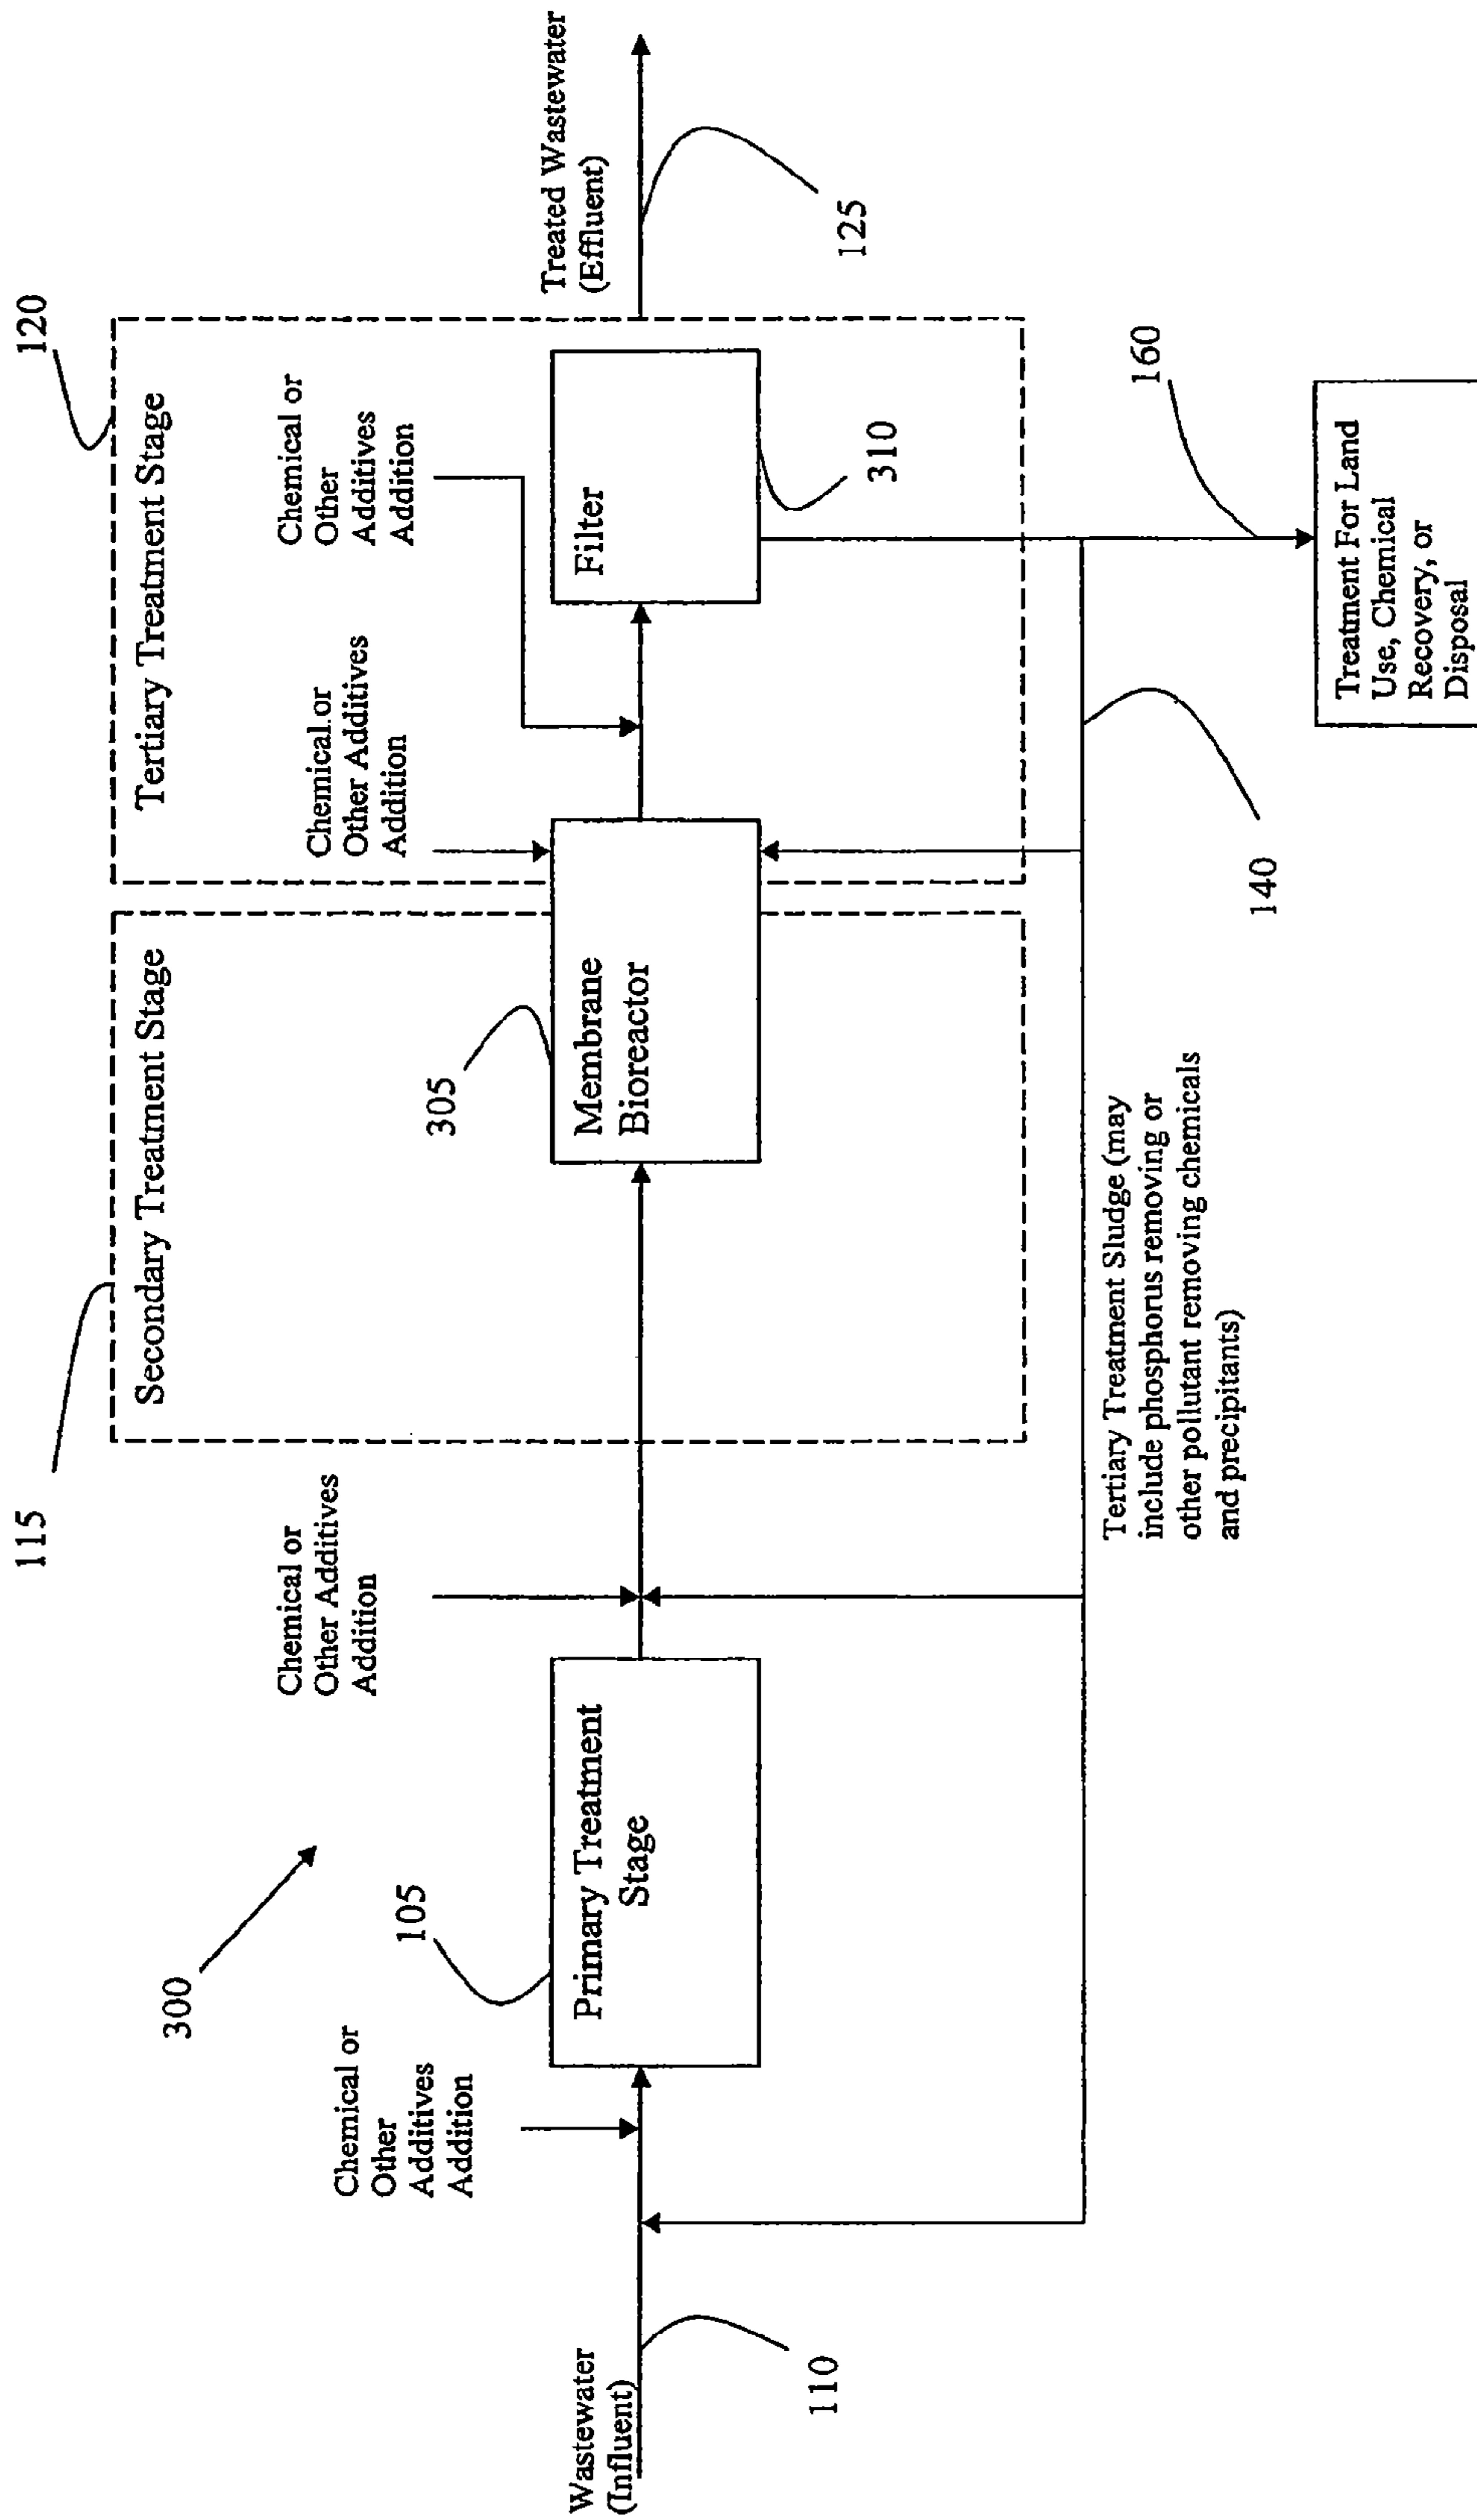 300
115
120
Chemical or
Other
Additives
Addition
Chemical or
Other Additives
Addition
Secondary Treatment Stage
Tertiary Treatment Stage
Chemical.or
Other Additives
Addition
Chemical or
Other
Additives
Addition
105
305
Wastewater
(Influent)
Primary Treatment
Stage
Membrane
Bioreactor
Filter
Treated Wastewater
(Effluent)
110
310
125
Tertiary Treatment Sludge (may
include phosphorus removing or
other pollutant removing chemicals
and precipitants)
140
160
Treatment For Land
Use, Chemical
Recovery, or
Disposal